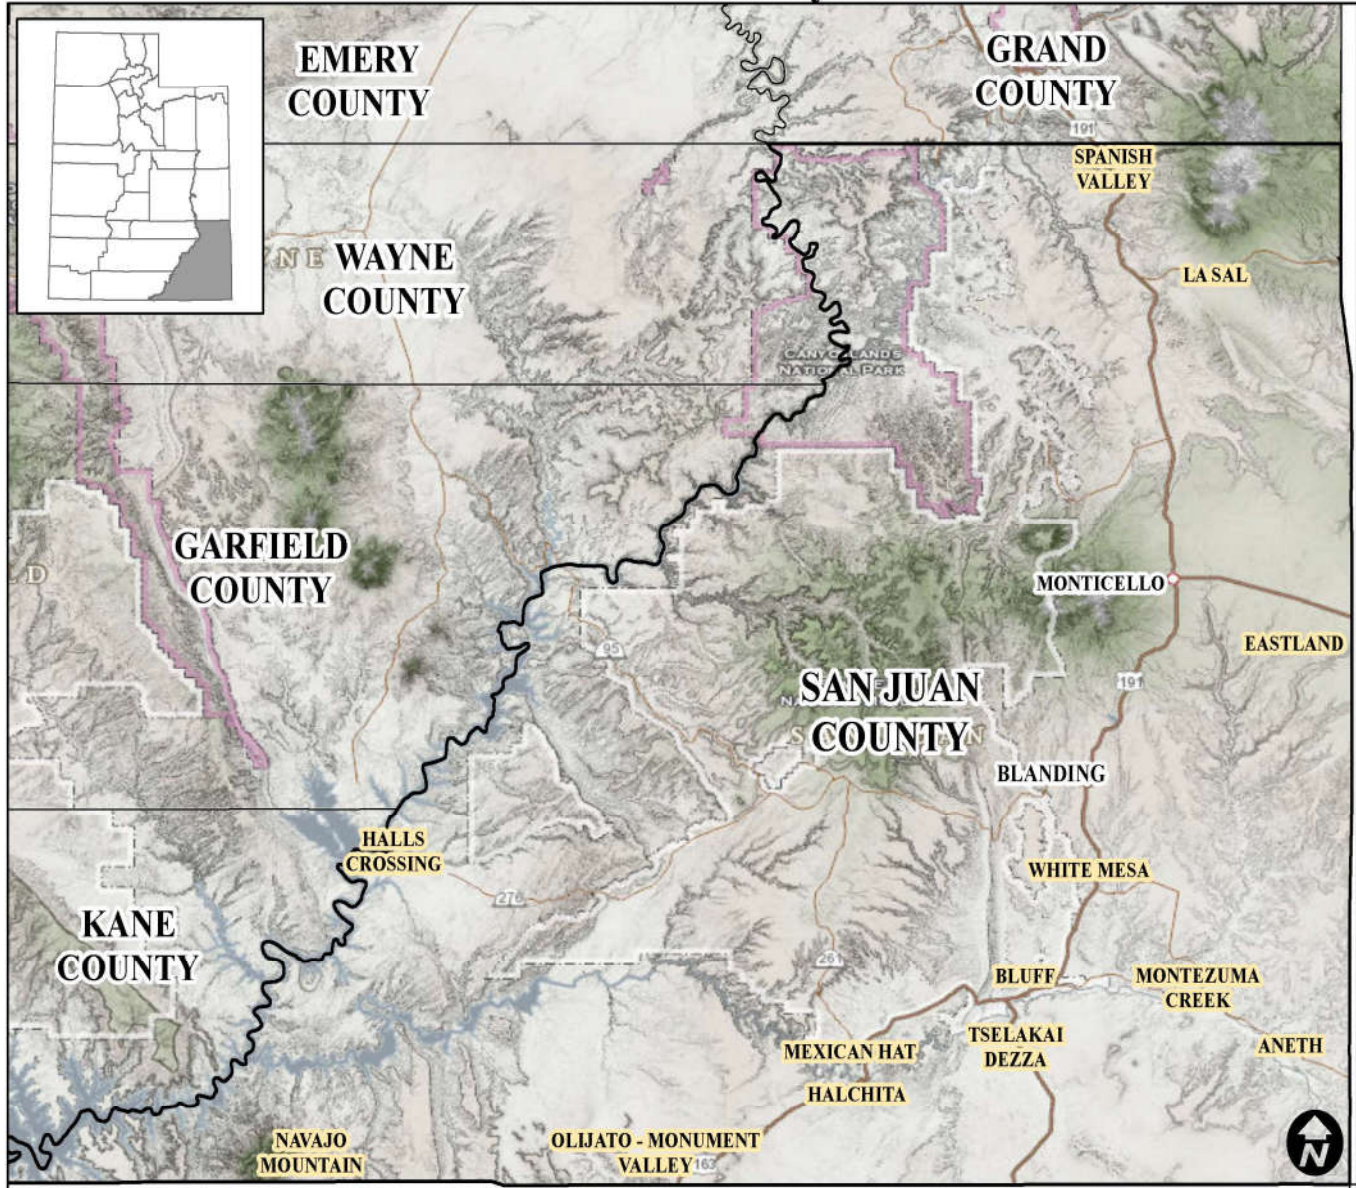 EMERY
COUNTY
GRAND
COUNTY
191
SPANISH
VALLEY
NE
WAYNE
COUNTY
LA SAL
CANYONLANDS
NATIONAL PARK
GARFIELD
COUNTY
LD
MONTICELLO
EASTLAND
95
191
SAN JUAN
COUNTY
BLANDING
HALLS
CROSSING
WHITE MESA
276
KANE
COUNTY
261
BLUFF
MONTEZUMA
CREEK
TSELAKAI
DEZZA
ANETH
MEXICAN HAT
HALCHITA
NAVAJO
MOUNTAIN
OLIJATO - MONUMENT
VALLEY
163
N